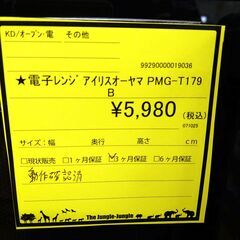 KD/オーブン・電 その他
99290000019036
★電子レンジ アイリスオーヤマ PMG-T179
B
¥5,980 (税込)
071025
サイズ：幅 奥行 高さ cm
□現状販売 □1ヶ月保証 ☑3ヶ月保証 □6ヶ月保証
動作確認済
The Jungle-Jungle